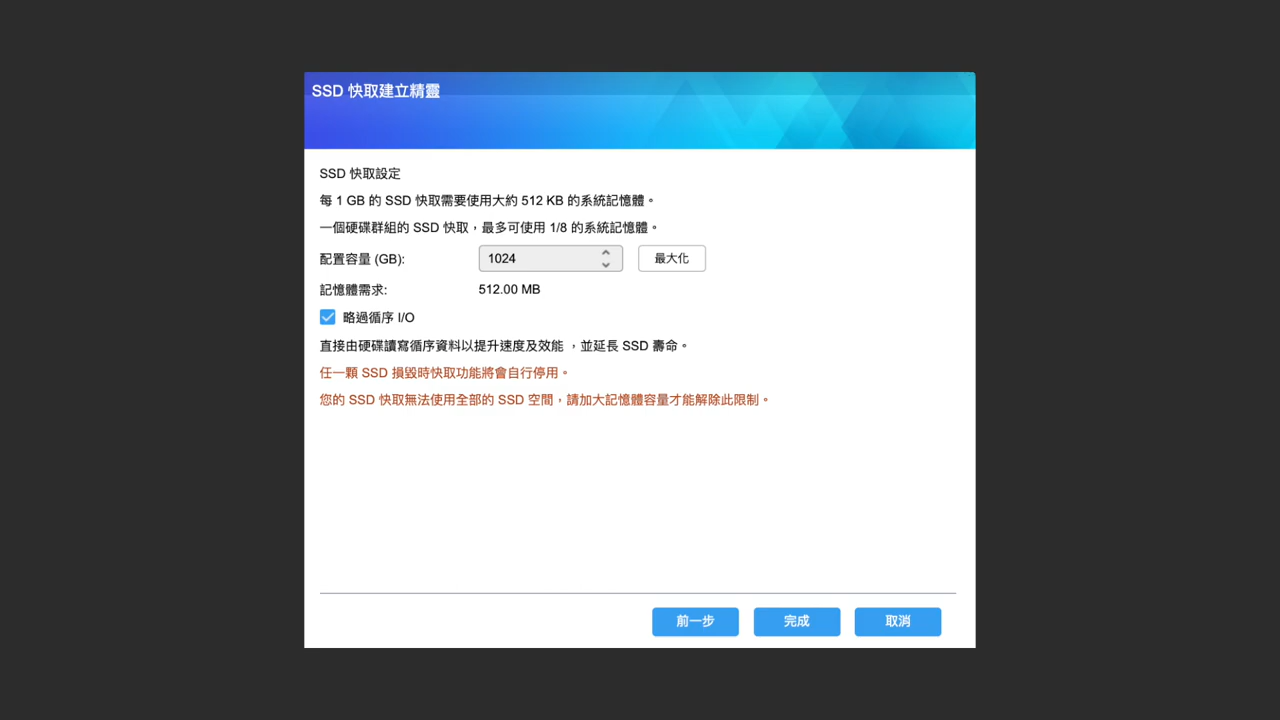 SSD 快取建立精靈
SSD 快取設定
每 1 GB 的 SSD 快取需要使用大約 512 KB 的系統記憶體。
一個硬碟群組的 SSD 快取，最多可使用 1/8 的系統記憶體。
配置容量 (GB): 1024 最大化
記憶體需求: 512.00 MB
略過循序 I/O
直接由硬碟讀寫循序資料以提升速度及效能 ，並延長 SSD 壽命。
任一顆 SSD 損毀時快取功能將會自行停用。
您的 SSD 快取無法使用全部的 SSD 空間，請加大記憶體容量才能解除此限制。
前一步 完成 取消